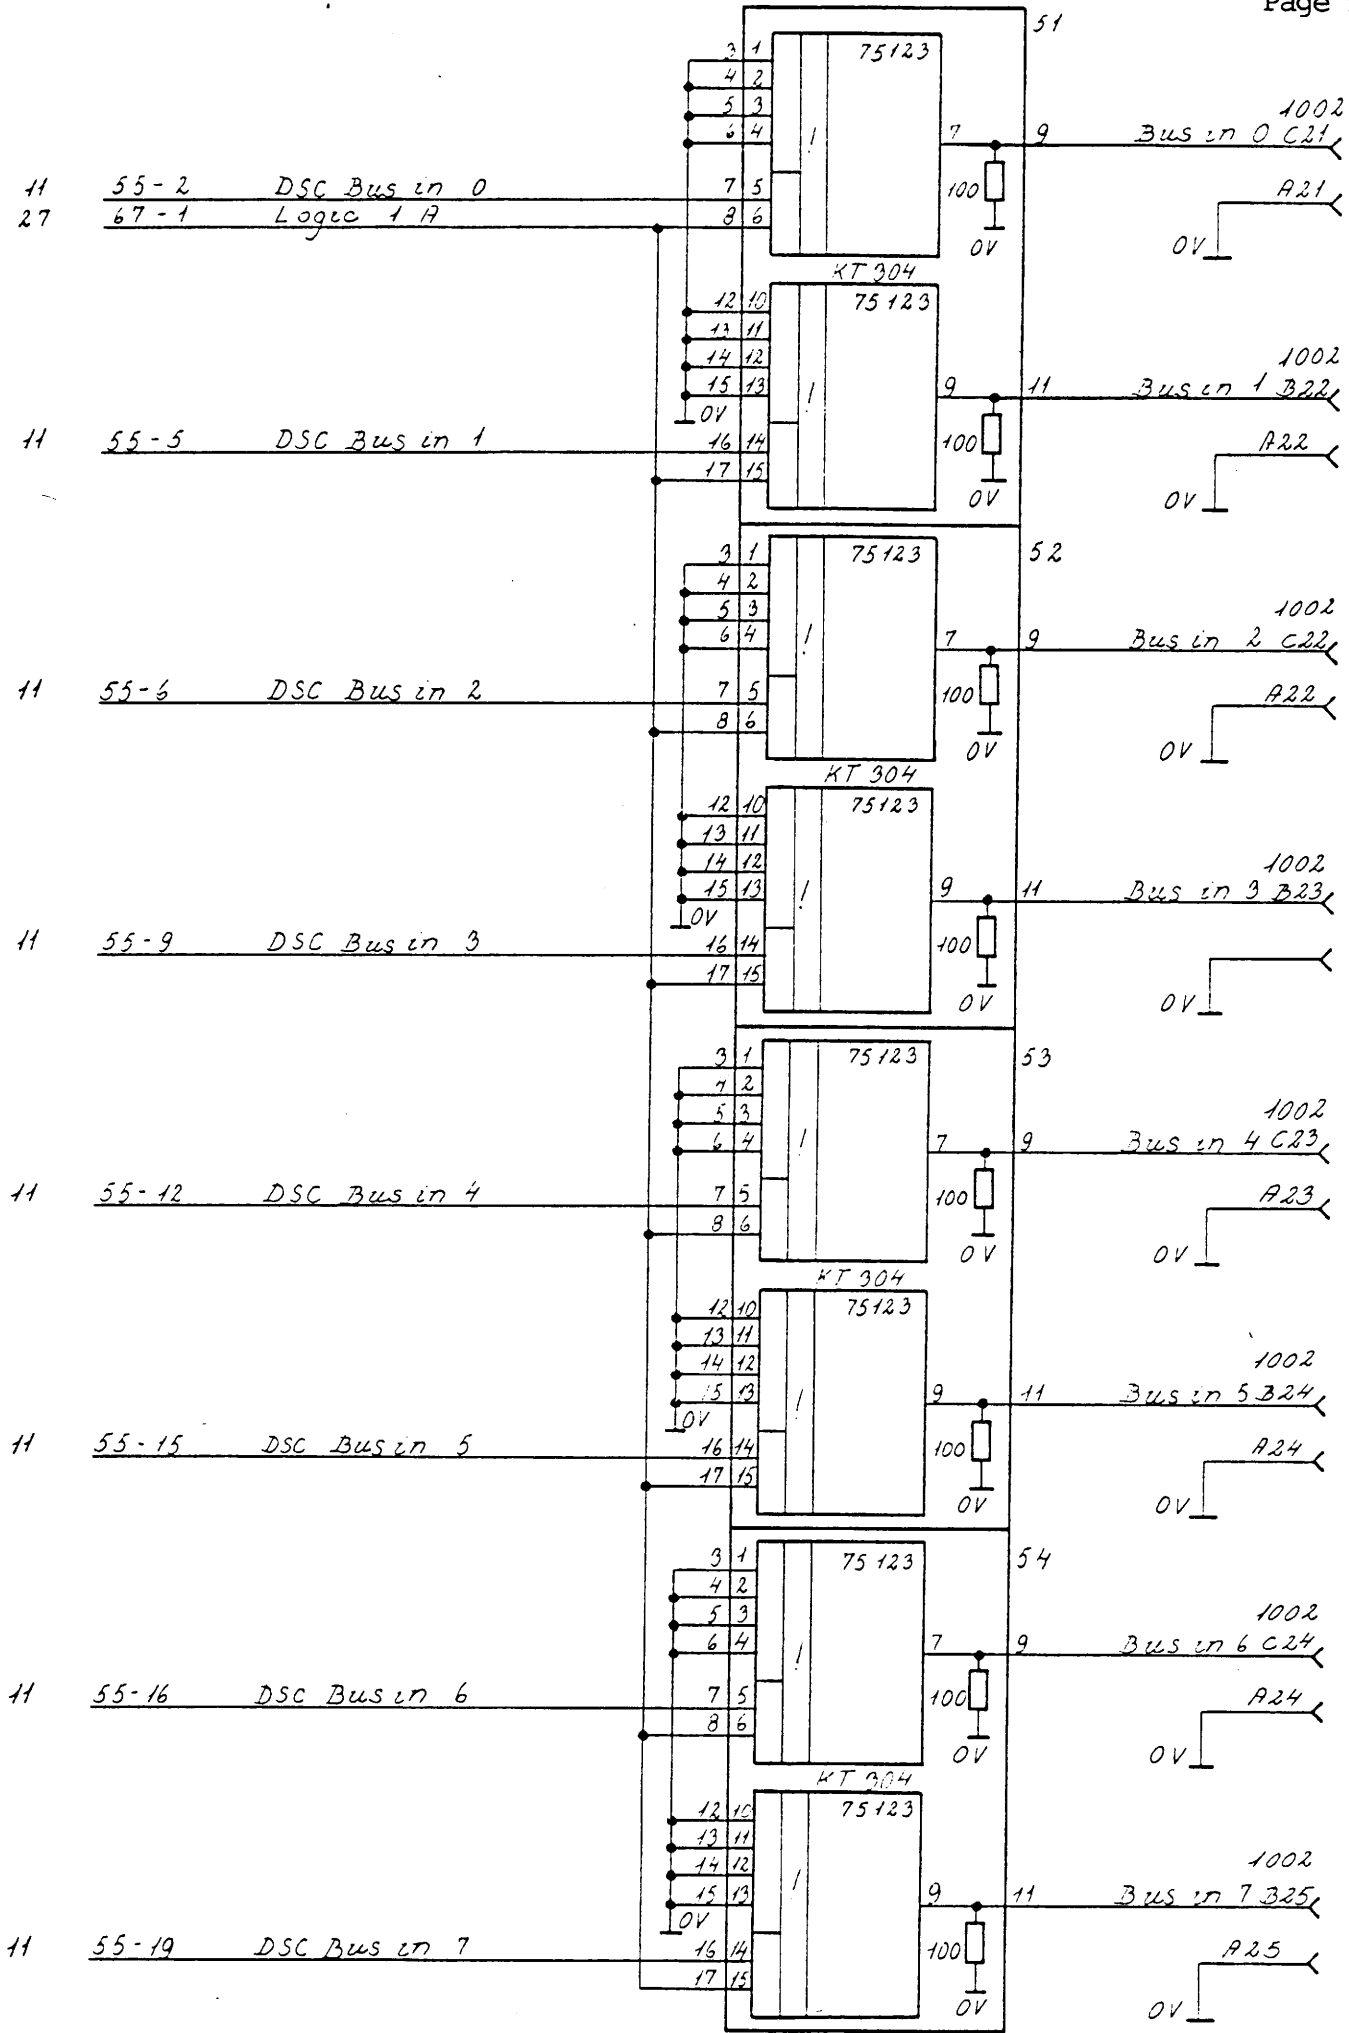 Page
51
75123
3 1
4 2
5 3
6 4
7 9
1002
Bus in 0 C21
11 55-2 DSC Bus in 0 7 5
100
A21
27 67-1 Logic 1 A 8 6
0V
0V
KT 304
75123
12 10
13 11
14 12
15 13
0V
9 11
1002
Bus in 1 B22
11 55-5 DSC Bus in 1 16 14
100
A22
17 15
0V
0V
52
75123
3 1
4 2
5 3
6 4
7 9
1002
Bus in 2 C22
11 55-6 DSC Bus in 2 7 5
100
A22
8 6
0V
0V
KT 304
75123
12 10
13 11
14 12
15 13
0V
9 11
1002
Bus in 3 B23
11 55-9 DSC Bus in 3 16 14
100
17 15
0V
0V
53
75123
3 1
2
5 3
6 4
7 9
1002
Bus in 4 C23
11 55-12 DSC Bus in 4 7 5
100
A23
8 6
0V
0V
KT 304
75123
12 10
13 11
14 12
15 13
0V
9 11
1002
Bus in 5 B24
11 55-15 DSC Bus in 5 16 14
100
A24
17 15
0V
0V
54
75123
3 1
4 2
5 3
6 4
7 9
1002
Bus in 6 C24
11 55-16 DSC Bus in 6 7 5
100
A24
8 6
0V
0V
KT 304
75123
12 10
13 11
14 12
15 13
0V
9 11
1002
Bus in 7 B25
11 55-19 DSC Bus in 7 16 14
100
A25
17 15
0V
0V